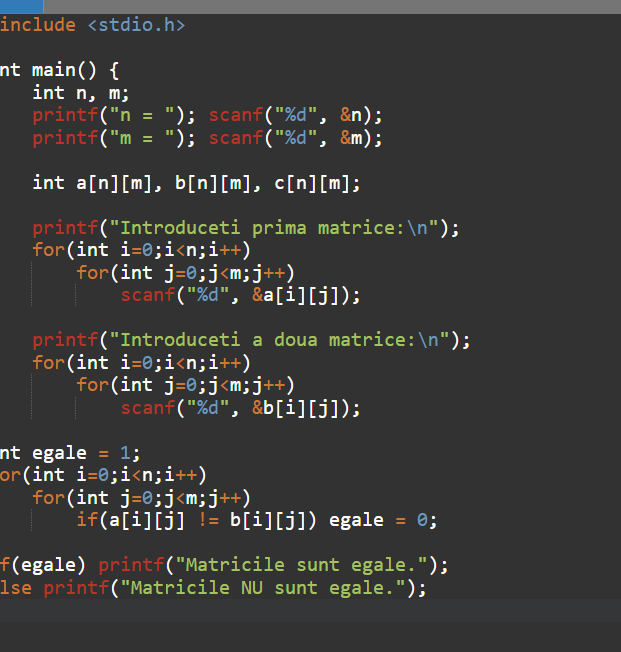 include <stdio.h>
nt main() {
int n, m;
printf("n = "); scanf("%d", &n);
printf("m = "); scanf("%d", &m);
int a[n][m], b[n][m], c[n][m];
printf("Introduceti prima matrice:\n");
for(int i=0;i<n;i++)
for(int j=0;j<m;j++)
scanf("%d", &a[i][j]);
printf("Introduceti a doua matrice:\n");
for(int i=0;i<n;i++)
for(int j=0;j<m;j++)
scanf("%d", &b[i][j]);
nt egale = 1;
or(int i=0;i<n;i++)
for(int j=0;j<m;j++)
if(a[i][j] != b[i][j]) egale = 0;
f(egale) printf("Matricile sunt egale.");
lse printf("Matricile NU sunt egale.");